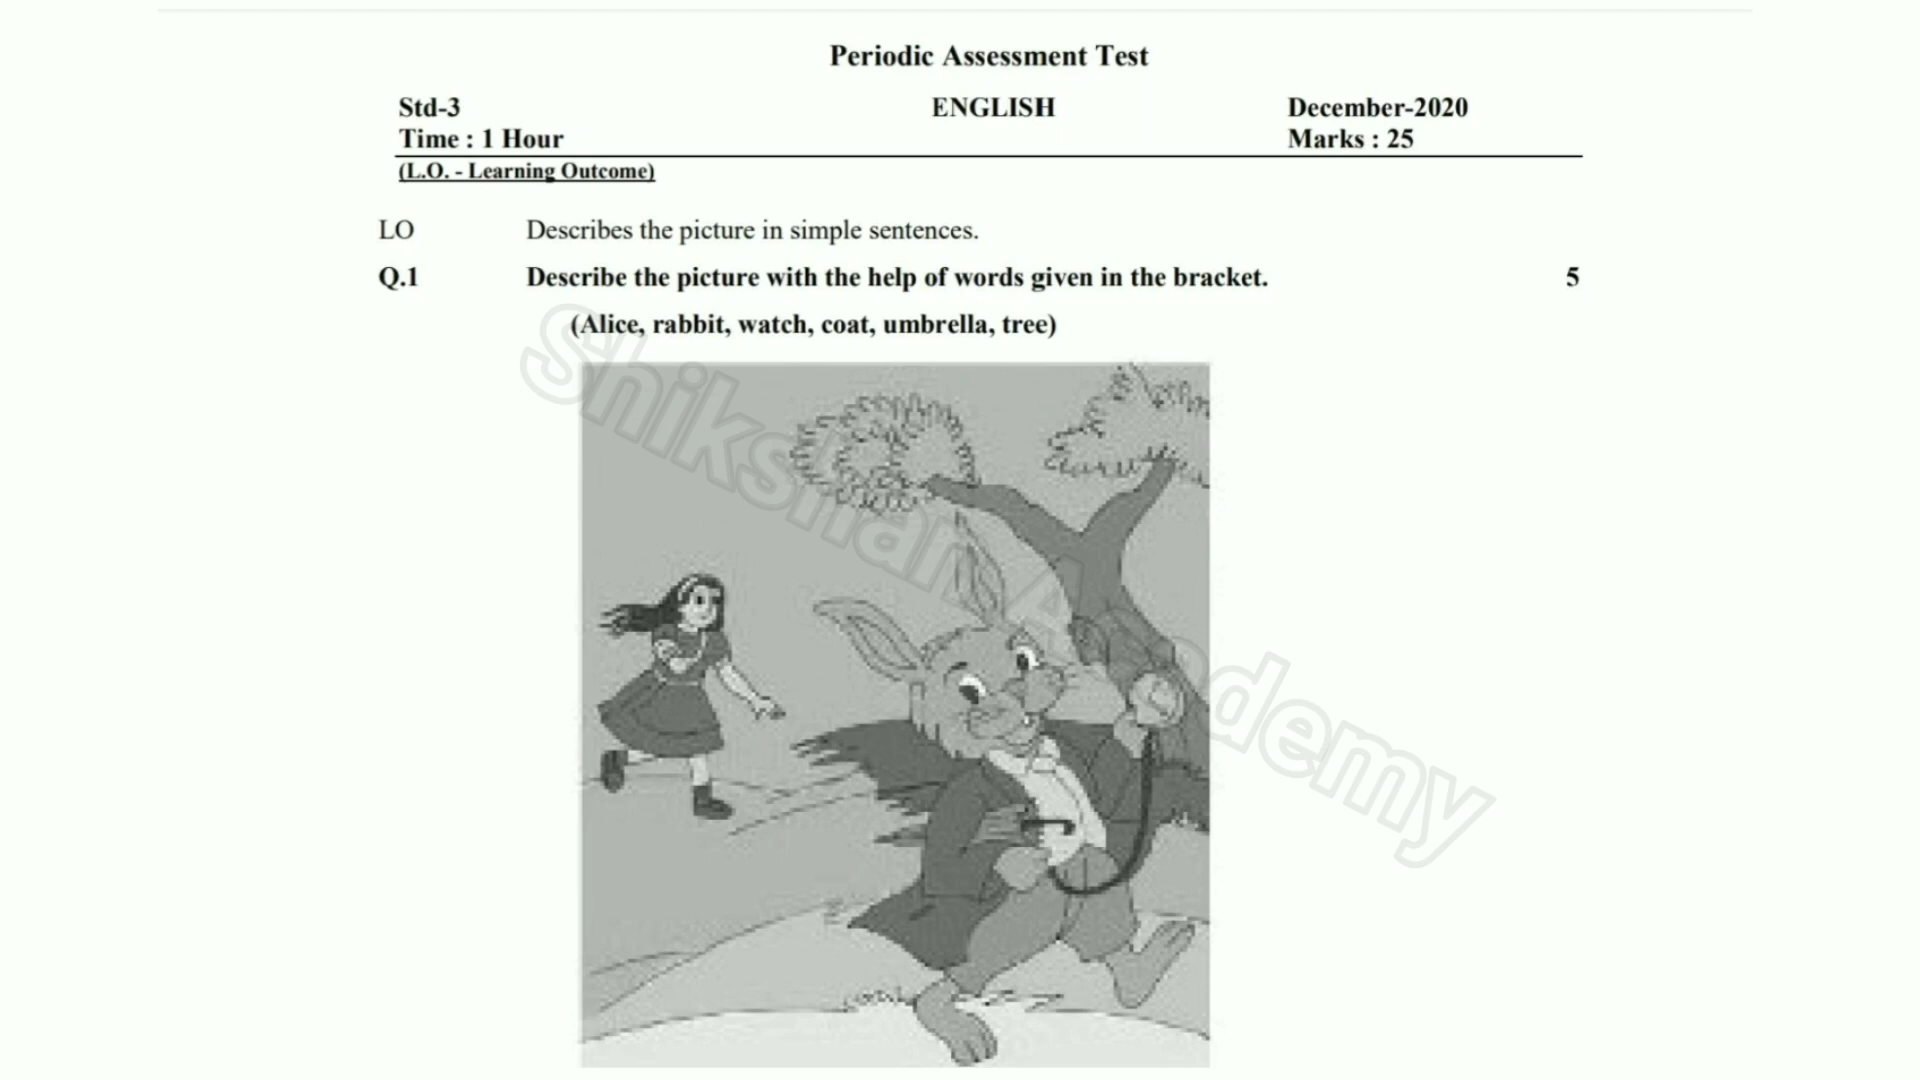 Periodic Assessment Test
Std-3 ENGLISH December-2020
Time : 1 Hour Marks : 25
(L.O. - Learning Outcome)
LO Describes the picture in simple sentences.
Q.1 Describe the picture with the help of words given in the bracket. 5
(Alice, rabbit, watch, coat, umbrella, tree)
Shikshan Academy